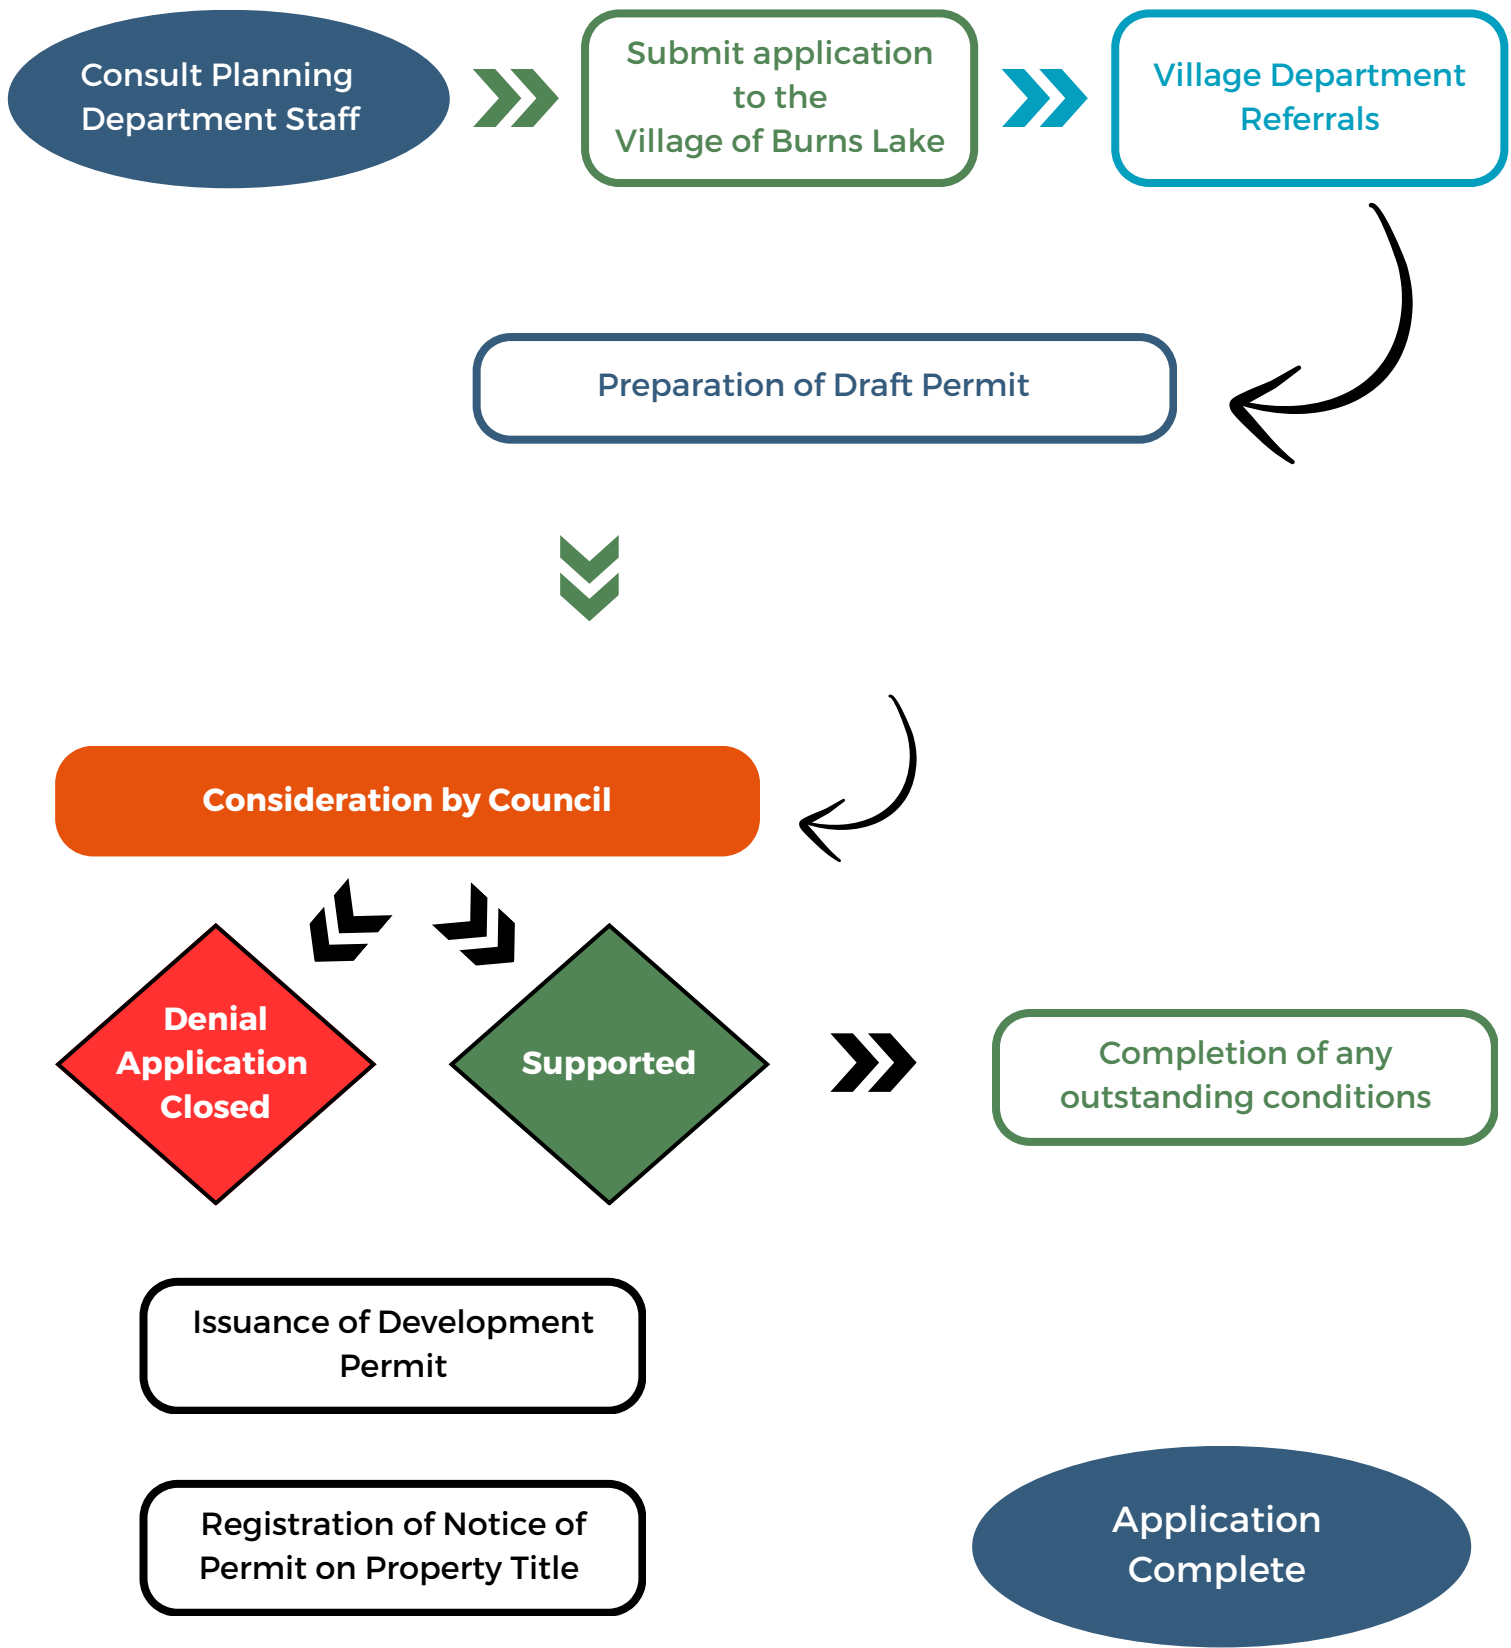 Consult Planning
Department Staff
Submit application
to the
Village of Burns Lake
Village Department
Referrals
Preparation of Draft Permit
Consideration by Council
Denial
Application
Closed
Supported
Completion of any
outstanding conditions
Issuance of Development
Permit
Registration of Notice of
Permit on Property Title
Application
Complete